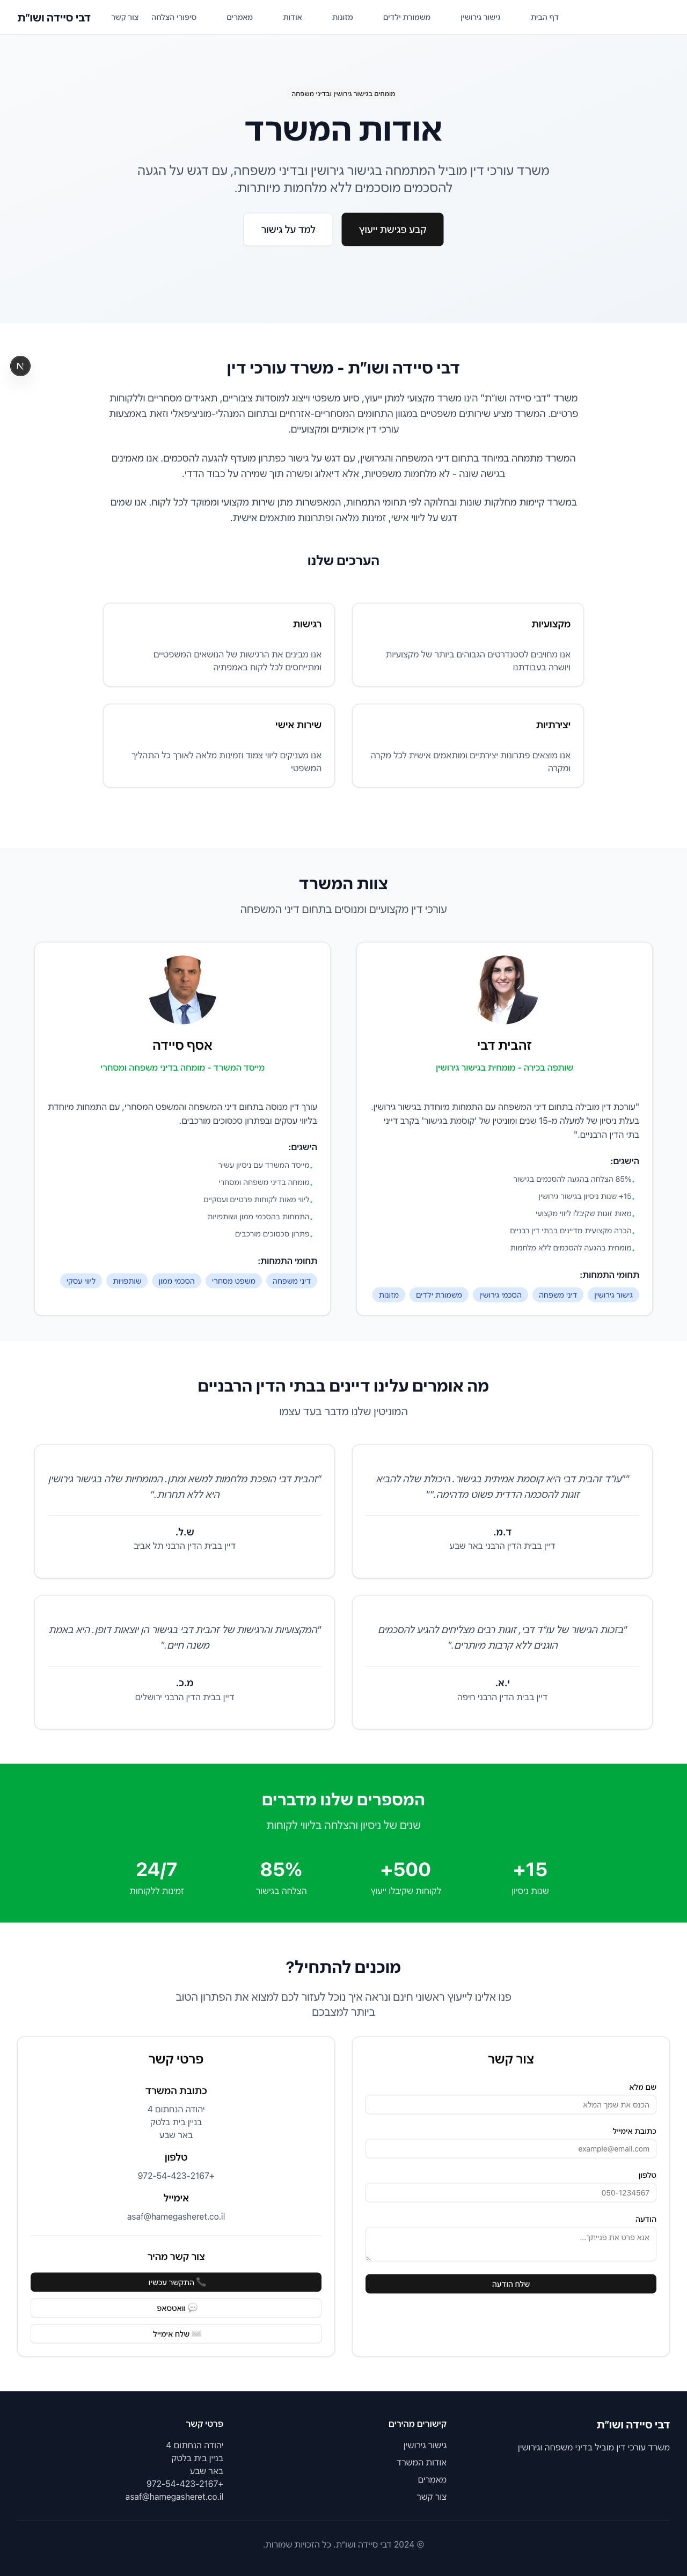 דבי סיידה ושו״ת
דף הבית
גישור גירושין
משמורת ילדים
מזונות
אודות
מאמרים
סיפורי הצלחה
צור קשר
מומחים בגישור גירושין ובדיני משפחה
אודות המשרד
משרד עורכי דין מוביל המתמחה בגישור גירושין ובדיני משפחה, עם דגש על הגעה
להסכמים מוסכמים ללא מלחמות מיותרות.
קבע פגישת ייעוץ
למד על גישור
N
דבי סיידה ושו״ת - משרד עורכי דין
משרד "דבי סיידה ושו"ת" הינו משרד מקצועי למתן ייעוץ, סיוע משפטי וייצוג למוסדות ציבוריים, תאגידים מסחריים וללקוחות
פרטיים. המשרד מציע שירותים משפטיים במגוון התחומים המסחריים-אזרחיים ובתחום המנהלי-מוניציפאלי וזאת באמצעות
עורכי דין איכותיים ומקצועיים.
המשרד מתמחה במיוחד בתחום דיני המשפחה והגירושין, עם דגש על גישור כפתרון מועדף להגעה להסכמים. אנו מאמינים
בגישה שונה - לא מלחמות משפטיות, אלא דיאלוג ופשרה תוך שמירה על כבוד הדדי.
במשרד קיימות מחלקות שונות ובחלוקה לפי תחומי התמחות, המאפשרות מתן שירות מקצועי וממוקד לכל לקוח. אנו שמים
דגש על ליווי אישי, זמינות מלאה ופתרונות מותאמים אישית.
הערכים שלנו
מקצועיות
אנו מחויבים לסטנדרטים הגבוהים ביותר של מקצועיות
ויושרה בעבודתנו
רגישות
אנו מבינים את הרגישות של הנושאים המשפטיים
ומתייחסים לכל לקוח באמפתיה
יצירתיות
אנו מוצאים פתרונות יצירתיים ומותאמים אישית לכל מקרה
ומקרה
שירות אישי
אנו מעניקים ליווי צמוד וזמינות מלאה לאורך כל התהליך
המשפטי
צוות המשרד
עורכי דין מקצועיים ומנוסים בתחום דיני המשפחה
זהבית דבי
שותפה בכירה - מומחית בגישור גירושין
"עורכת דין מובילה בתחום דיני המשפחה עם התמחות מיוחדת בגישור גירושין.
בעלת ניסיון של למעלה מ-15 שנים ומוניטין של 'קוסמת בגישור' בקרב דייני
בתי הדין הרבניים."
הישגים:
85% הצלחה בהגעה להסכמים בגישור
15+ שנות ניסיון בגישור גירושין
מאות זוגות שקיבלו ליווי מקצועי
הכרה מקצועית מדיינים בבתי דין רבניים
מומחית בהגעה להסכמים ללא מלחמות
תחומי התמחות:
גישור גירושין
דיני משפחה
הסכמי גירושין
משמורת ילדים
מזונות
אסף סיידה
מייסד המשרד - מומחה בדיני משפחה ומסחרי
עורך דין מנוסה בתחום דיני המשפחה והמשפט המסחרי, עם התמחות מיוחדת
בליווי עסקים ובפתרון סכסוכים מורכבים.
הישגים:
מייסד המשרד עם ניסיון עשיר
מומחה בדיני משפחה ומסחרי
ליווי מאות לקוחות פרטיים ועסקיים
התמחות בהסכמי ממון ושותפויות
פתרון סכסוכים מורכבים
תחומי התמחות:
דיני משפחה
משפט מסחרי
הסכמי ממון
שותפויות
ליווי עסקי
מה אומרים עלינו דיינים בבתי הדין הרבניים
המוניטין שלנו מדבר בעד עצמו
""עו"ד זהבית דבי היא קוסמת אמיתית בגישור. היכולת שלה להביא
זוגות להסכמה הדדית פשוט מדהימה.""
ד.מ.
דיין בבית הדין הרבני באר שבע
"זהבית דבי הופכת מלחמות למשא ומתן. המומחיות שלה בגישור גירושין
היא ללא תחרות."
ש.ל.
דיין בבית הדין הרבני תל אביב
"בזכות הגישור של עו"ד דבי, זוגות רבים מצליחים להגיע להסכמים
הוגנים ללא קרבות מיותרים."
י.א.
דיין בבית הדין הרבני חיפה
"המקצועיות והרגישות של זהבית דבי בגישור הן יוצאות דופן. היא באמת
משנה חיים."
מ.כ.
דיין בבית הדין הרבני ירושלים
המספרים שלנו מדברים
שנים של ניסיון והצלחה בליווי לקוחות
15+
שנות ניסיון
500+
לקוחות שקיבלו ייעוץ
85%
הצלחה בגישור
24/7
זמינות ללקוחות
מוכנים להתחיל?
פנו אלינו לייעוץ ראשוני חינם ונראה איך נוכל לעזור לכם למצוא את הפתרון הטוב
ביותר למצבכם
צור קשר
שם מלא
הכנס את שמך המלא
כתובת אימייל
example@email.com
טלפון
050-1234567
הודעה
אנא פרט את פנייתך...
שלח הודעה
פרטי קשר
כתובת המשרד
יהודה הנחתום 4
בניין בית בלטק
באר שבע
טלפון
972-54-423-2167+
אימייל
asaf@hamegasheret.co.il
צור קשר מהיר
התקשר עכשיו
וואטסאפ
שלח אימייל
דבי סיידה ושו״ת
משרד עורכי דין מוביל בדיני משפחה וגירושין
קישורים מהירים
גישור גירושין
אודות המשרד
מאמרים
צור קשר
פרטי קשר
יהודה הנחתום 4
בניין בית בלטק
באר שבע
972-54-423-2167+
asaf@hamegasheret.co.il
© 2024 דבי סיידה ושו״ת. כל הזכויות שמורות.